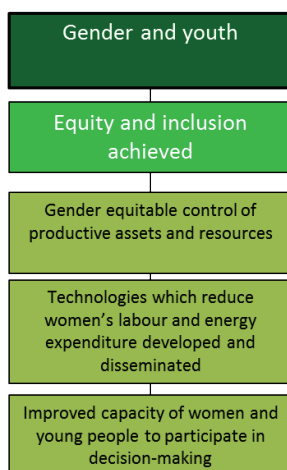 Gender and youth
Equity and inclusion
achieved
Gender equitable control of
productive assets and resources
Technologies which reduce
women’s labour and energy
expenditure developed and
disseminated
Improved capacity of women and
young people to participate in
decision-making